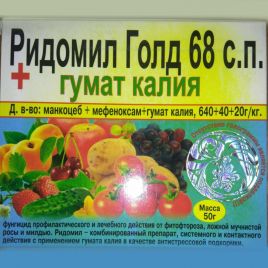 Ридомил Голд 68 с.п.
+
гумат калия
Д. в-во: манкоцеб + мефеноксам+гумат калия, 640+40+20г/кг.
Масса
50г
фунгицид профилактического и лечебного действия от фитофтороза, ложной мучнистой
росы и милдью. Ридомил – комбинированный препарат, системного и контактного
действия с применением гумата калия в качестве антистрессовой подкормки.